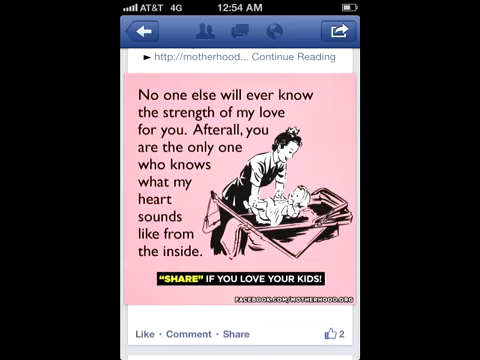 AT&T 4G 12:54 AM
► http://motherhood... Continue Reading
No one else will ever know
the strength of my love
for you. Afterall, you
are the only one
who knows
what my
heart
sounds
like from
the inside.
“SHARE” IF YOU LOVE YOUR KIDS!
FACEBOOK.COM/MOTHERHOOD.ORG
Like • Comment • Share 2